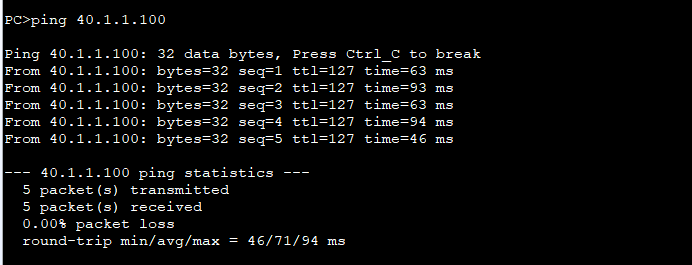 PC>ping 40.1.1.100
Ping 40.1.1.100: 32 data bytes, Press Ctrl_C to break
From 40.1.1.100: bytes=32 seq=1 ttl=127 time=63 ms
From 40.1.1.100: bytes=32 seq=2 ttl=127 time=93 ms
From 40.1.1.100: bytes=32 seq=3 ttl=127 time=63 ms
From 40.1.1.100: bytes=32 seq=4 ttl=127 time=94 ms
From 40.1.1.100: bytes=32 seq=5 ttl=127 time=46 ms
--- 40.1.1.100 ping statistics ---
5 packet(s) transmitted
5 packet(s) received
0.00% packet loss
round-trip min/avg/max = 46/71/94 ms